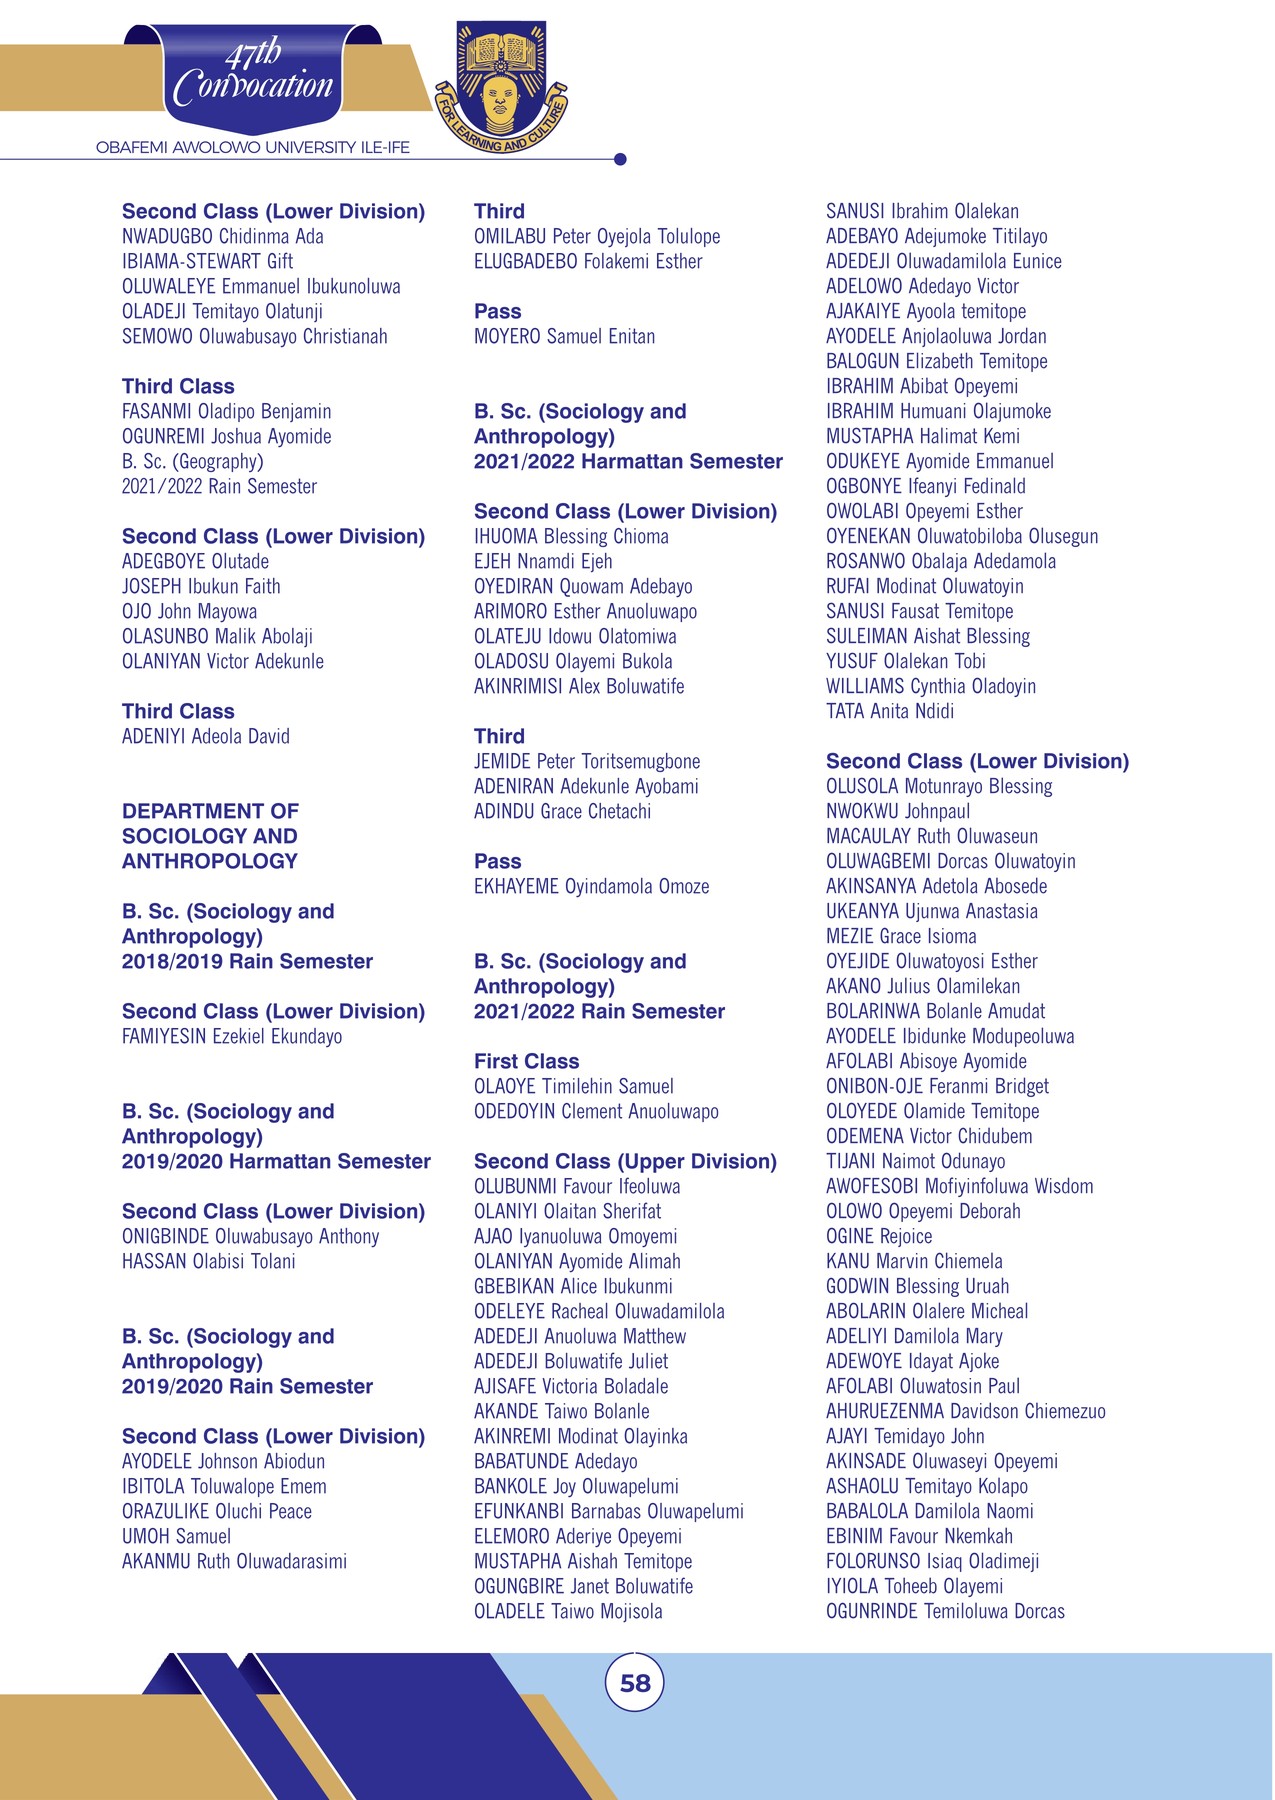 47th
Convocation
FOR LEARNING AND CULTURE
OBAFEMI AWOLOWO UNIVERSITY ILE-IFE
Second Class (Lower Division)
NWADUGBO Chidinma Ada
IBIAMA-STEWART Gift
OLUWALEYE Emmanuel Ibukunoluwa
OLADEJI Temitayo Olatunji
SEMOWO Oluwabusayo Christianah
Third Class
FASANMI Oladipo Benjamin
OGUNREMI Joshua Ayomide
B. Sc. (Geography)
2021/2022 Rain Semester
Second Class (Lower Division)
ADEGBOYE Olutade
JOSEPH Ibukun Faith
OJO John Mayowa
OLASUNBO Malik Abolaji
OLANIYAN Victor Adekunle
Third Class
ADENIYI Adeola David
DEPARTMENT OF
SOCIOLOGY AND
ANTHROPOLOGY
B. Sc. (Sociology and
Anthropology)
2018/2019 Rain Semester
Second Class (Lower Division)
FAMIYESIN Ezekiel Ekundayo
B. Sc. (Sociology and
Anthropology)
2019/2020 Harmattan Semester
Second Class (Lower Division)
ONIGBINDE Oluwabusayo Anthony
HASSAN Olabisi Tolani
B. Sc. (Sociology and
Anthropology)
2019/2020 Rain Semester
Second Class (Lower Division)
AYODELE Johnson Abiodun
IBITOLA Toluwalope Emem
ORAZULIKE Oluchi Peace
UMOH Samuel
AKANMU Ruth Oluwadarasimi
Third
OMILABU Peter Oyejola Tolulope
ELUGBADEBO Folakemi Esther
Pass
MOYERO Samuel Enitan
B. Sc. (Sociology and
Anthropology)
2021/2022 Harmattan Semester
Second Class (Lower Division)
IHUOMA Blessing Chioma
EJEH Nnamdi Ejeh
OYEDIRAN Quowam Adebayo
ARIMORO Esther Anuoluwapo
OLATEJU Idowu Olatomiwa
OLADOSU Olayemi Bukola
AKINRIMISI Alex Boluwatife
Third
JEMIDE Peter Toritsemugbone
ADENIRAN Adekunle Ayobami
ADINDU Grace Chetachi
Pass
EKHAYEME Oyindamola Omoze
B. Sc. (Sociology and
Anthropology)
2021/2022 Rain Semester
First Class
OLAOYE Timilehin Samuel
ODEDOYIN Clement Anuoluwapo
Second Class (Upper Division)
OLUBUNMI Favour Ifeoluwa
OLANIYI Olaitan Sherifat
AJAO Iyanuoluwa Omoyemi
OLANIYAN Ayomide Alimah
GBEBIKAN Alice Ibukunmi
ODELEYE Racheal Oluwadamilola
ADEDEJI Anuoluwa Matthew
ADEDEJI Boluwatife Juliet
AJISAFE Victoria Boladale
AKANDE Taiwo Bolanle
AKINREMI Modinat Olayinka
BABATUNDE Adedayo
BANKOLE Joy Oluwapelumi
EFUNKANBI Barnabas Oluwapelumi
ELEMORO Aderiye Opeyemi
MUSTAPHA Aishah Temitope
OGUNGBIRE Janet Boluwatife
OLADELE Taiwo Mojisola
SANUSI Ibrahim Olalekan
ADEBAYO Adejumoke Titilayo
ADEDEJI Oluwadamilola Eunice
ADELOWO Adedayo Victor
AJAKAIYE Ayoola temitope
AYODELE Anjolaoluwa Jordan
BALOGUN Elizabeth Temitope
IBRAHIM Abibat Opeyemi
IBRAHIM Humuani Olajumoke
MUSTAPHA Halimat Kemi
ODUKEYE Ayomide Emmanuel
OGBONYE Ifeanyi Fedinald
OWOLABI Opeyemi Esther
OYENEKAN Oluwatobiloba Olusegun
ROSANWO Obalaja Adedamola
RUFAI Modinat Oluwatoyin
SANUSI Fausat Temitope
SULEIMAN Aishat Blessing
YUSUF Olalekan Tobi
WILLIAMS Cynthia Oladoyin
TATA Anita Ndidi
Second Class (Lower Division)
OLUSOLA Motunrayo Blessing
NWOKWU Johnpaul
MACAULAY Ruth Oluwaseun
OLUWAGBEMI Dorcas Oluwatoyin
AKINSANYA Adetola Abosede
UKEANYA Ujunwa Anastasia
MEZIE Grace Isioma
OYEJIDE Oluwatoyosi Esther
AKANO Julius Olamilekan
BOLARINWA Bolanle Amudat
AYODELE Ibidunke Modupeoluwa
AFOLABI Abisoye Ayomide
ONIBON-OJE Feranmi Bridget
OLOYEDE Olamide Temitope
ODEMENA Victor Chidubem
TIJANI Naimot Odunayo
AWOFESOBI Mofiyinfoluwa Wisdom
OLOWO Opeyemi Deborah
OGINE Rejoice
KANU Marvin Chiemela
GODWIN Blessing Uruah
ABOLARIN Olalere Micheal
ADELIYI Damilola Mary
ADEWOYE Idayat Ajoke
AFOLABI Oluwatosin Paul
AHURUEZENMA Davidson Chiemezuo
AJAYI Temidayo John
AKINSADE Oluwaseyi Opeyemi
ASHAOLU Temitayo Kolapo
BABALOLA Damilola Naomi
EBINIM Favour Nkemkah
FOLORUNSO Isiaq Oladimeji
IYIOLA Toheeb Olayemi
OGUNRINDE Temiloluwa Dorcas
58